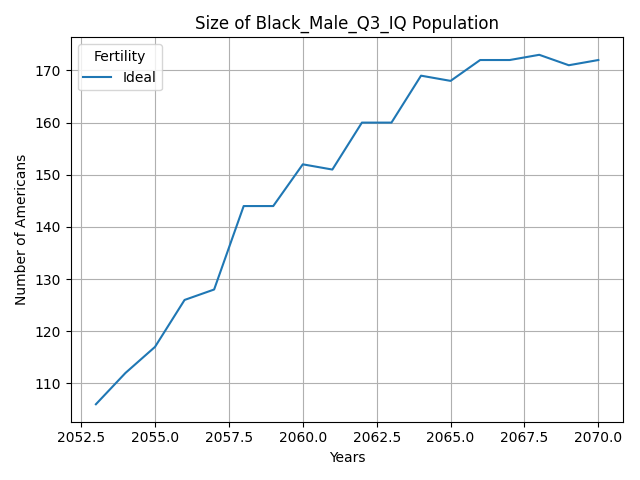 Size of Black_Male_Q3_IQ Population
Fertility
Ideal
Number of Americans
170
160
150
140
130
120
110
2052.5 2055.0 2057.5 2060.0 2062.5 2065.0 2067.5 2070.0
Years